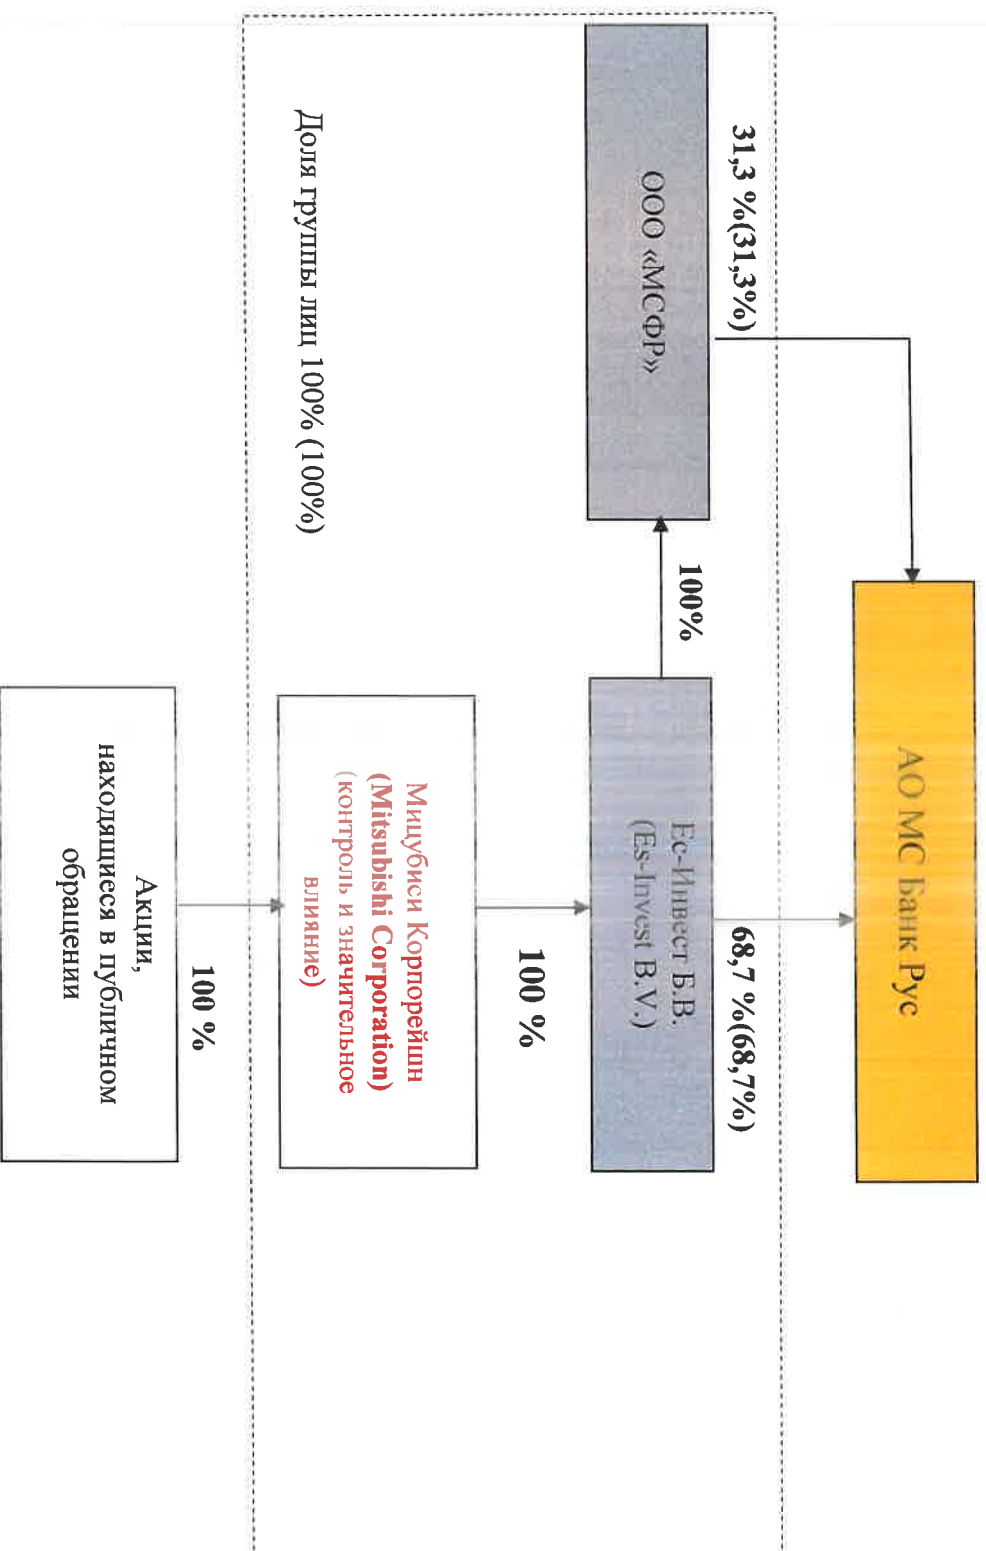 АО МС Банк Рус
31,3 %(31,3%)
68,7 %(68,7%)
ООО «МСФР»
100%
Ес-Инвест Б.В.
(Es-Invest B.V.)
100 %
Доля группы лиц 100% (100%)
Мицубиси Корпорейшн
(Mitsubishi Corporation)
(контроль и значительное
влияние)
100 %
Акции,
находящиеся в публичном
обращении